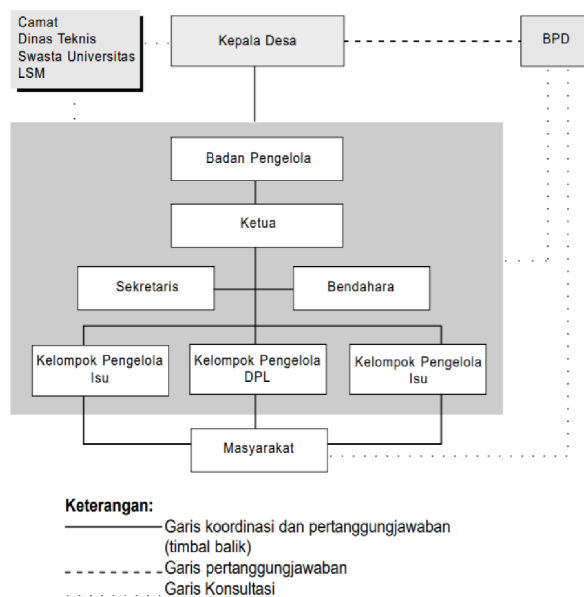 Camat
Dinas Teknis
Swasta Universitas
LSM
Kepala Desa
BPD
Badan Pengelola
Ketua
Sekretaris
Bendahara
Kelompok Pengelola
Isu
Kelompok Pengelola
DPL
Kelompok Pengelola
Isu
Masyarakat
Keterangan:
Garis koordinasi dan pertanggungjawaban
(timbal balik)
Garis pertanggungjawaban
Garis Konsultasi